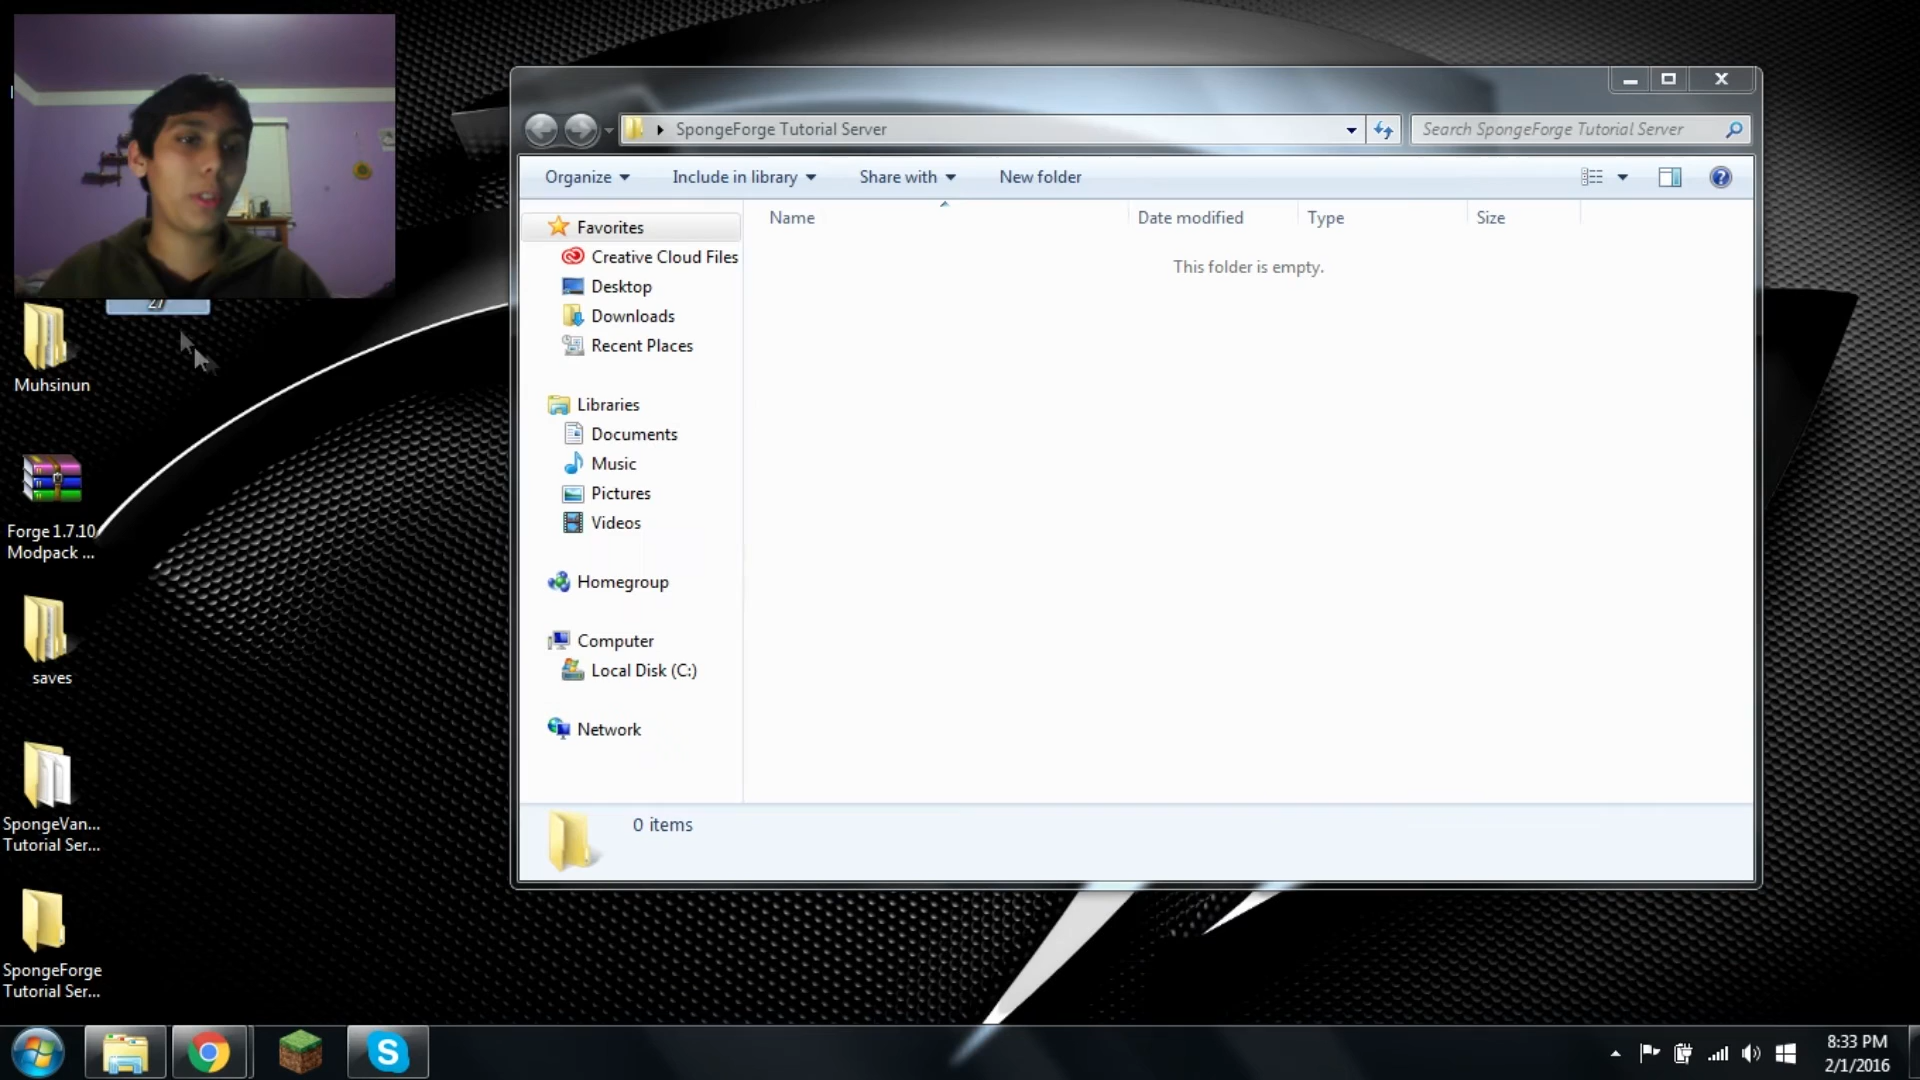 SpongeForge Tutorial Server
Search SpongeForge Tutorial Server
Organize
Include in library
Share with
New folder
Name
Date modified
Type
Size
This folder is empty.
Favorites
Creative Cloud Files
Desktop
Downloads
Recent Places
Libraries
Documents
Music
Pictures
Videos
Homegroup
Computer
Local Disk (C:)
Network
0 items
27
Muhsinun
Forge 1.7.10
Modpack ...
saves
SpongeVan...
Tutorial Ser...
SpongeForge
Tutorial Ser...
8:33 PM
2/1/2016